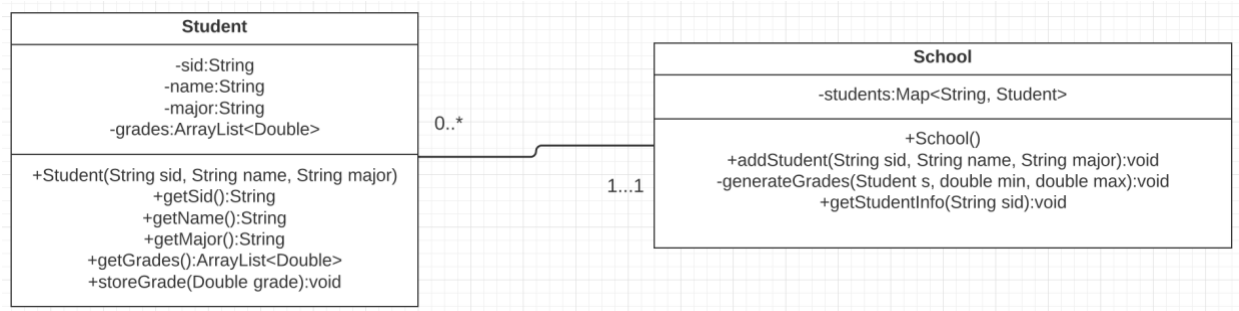 Student
-sid:String
-name:String
-major:String
-grades:ArrayList<Double>
+Student(String sid, String name, String major)
+getSid():String
+getName():String
+getMajor():String
+getGrades():ArrayList<Double>
+storeGrade(Double grade):void
0..*
1...1
School
-students:Map<String, Student>
+School()
+addStudent(String sid, String name, String major):void
-generateGrades(Student s, double min, double max):void
+getStudentInfo(String sid):void